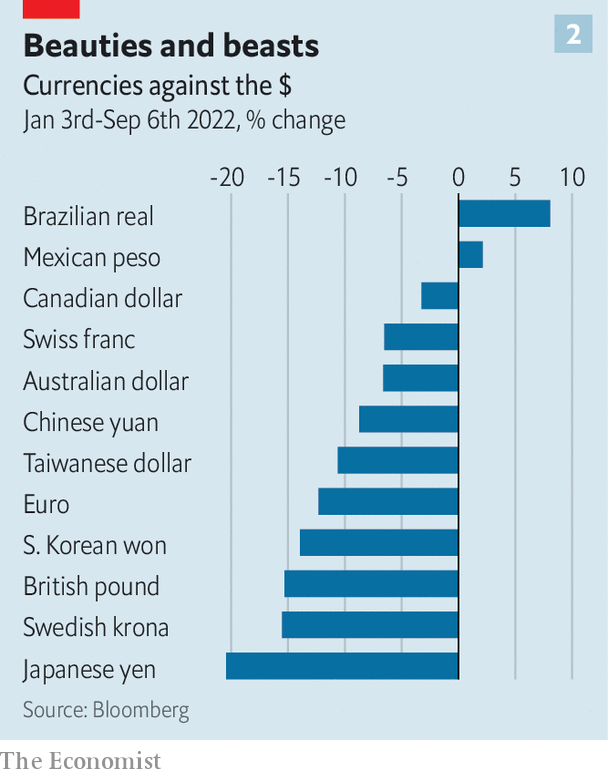 Beauties and beasts
2
Currencies against the $
Jan 3rd-Sep 6th 2022, % change
-20 -15 -10 -5 0 5 10
Brazilian real
Mexican peso
Canadian dollar
Swiss franc
Australian dollar
Chinese yuan
Taiwanese dollar
Euro
S. Korean won
British pound
Swedish krona
Japanese yen
Source: Bloomberg
The Economist